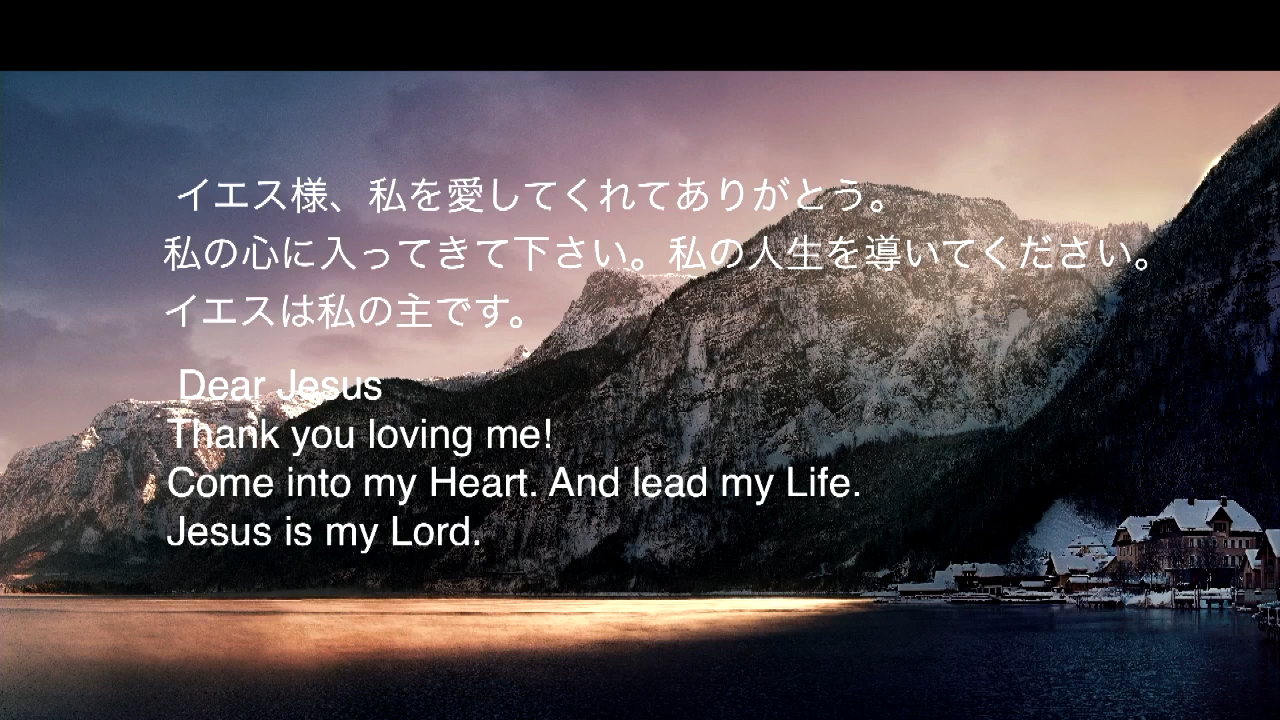 イエス様、私を愛してくれてありがとう。
私の心に入ってきて下さい。私の人生を導いてください。
イエスは私の主です。
Dear Jesus
Thank you loving me!
Come into my Heart. And lead my Life.
Jesus is my Lord.